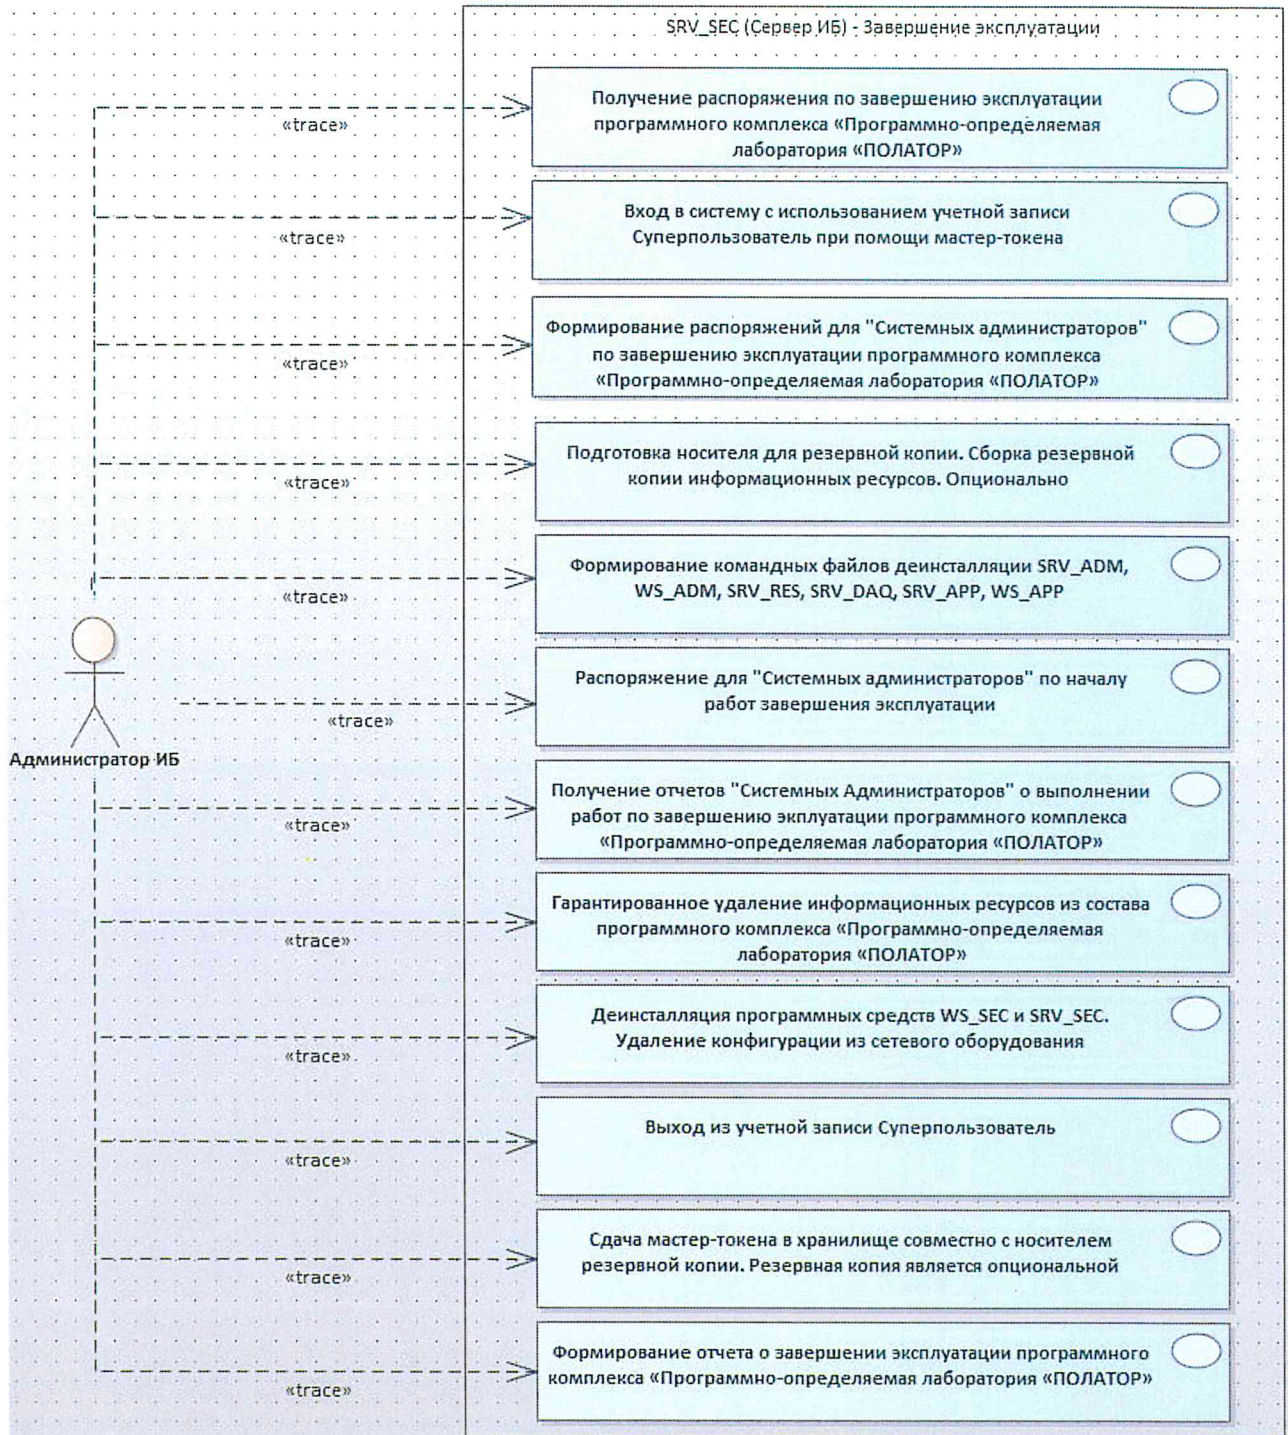 SRV_SEC (Сервер ИБ) - Завершение эксплуатации
Получение распоряжения по завершению эксплуатации
программного комплекса «Программно-определяемая
лаборатория «ПОЛАТОР»
«trace»
Вход в систему с использованием учетной записи
Суперпользователь при помощи мастер-токена
«trace»
Формирование распоряжений для "Системных администраторов"
по завершению эксплуатации программного комплекса
«Программно-определяемая лаборатория «ПОЛАТОР»
«trace»
Подготовка носителя для резервной копии. Сборка резервной
копии информационных ресурсов. Опционально
«trace»
Формирование командных файлов деинсталляции SRV_ADM,
WS_ADM, SRV_RES, SRV_DAQ, SRV_APP, WS_APP
«trace»
Распоряжение для "Системных администраторов" по началу
работ завершения эксплуатации
«trace»
Администратор ИБ
Получение отчетов "Системных Администраторов" о выполнении
работ по завершению экплуатации программного комплекса
«Программно-определяемая лаборатория «ПОЛАТОР»
«trace»
Гарантированное удаление информационных ресурсов из состава
программного комплекса «Программно-определяемая
лаборатория «ПОЛАТОР»
«trace»
Деинсталляция программных средств WS_SEC и SRV_SEC.
Удаление конфигурации из сетевого оборудования
«trace»
Выход из учетной записи Суперпользователь
«trace»
Сдача мастер-токена в хранилище совместно с носителем
резервной копии. Резервная копия является опциональной
«trace»
Формирование отчета о завершении эксплуатации программного
комплекса «Программно-определяемая лаборатория «ПОЛАТОР»
«trace»